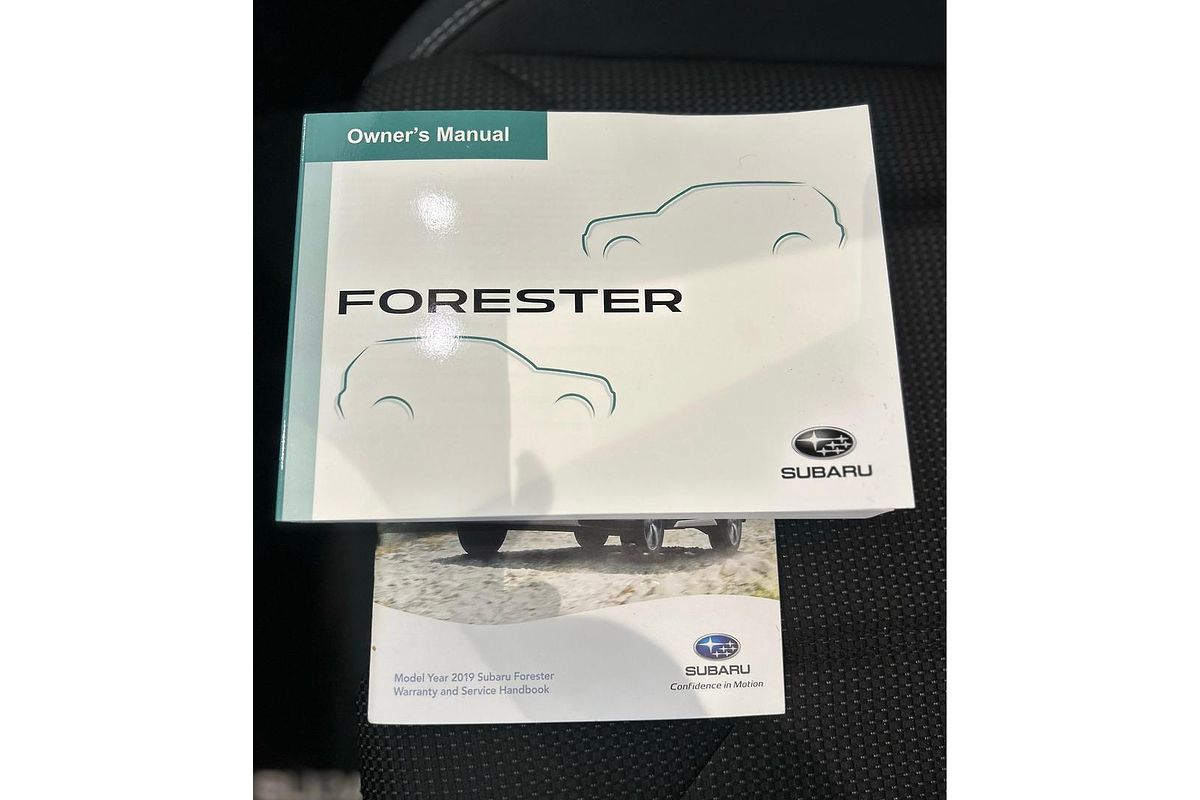 Owner's Manual
FORESTER
SUBARU
Model Year 2019 Subaru Forester
Warranty and Service Handbook
SUBARU
Confidence in Motion